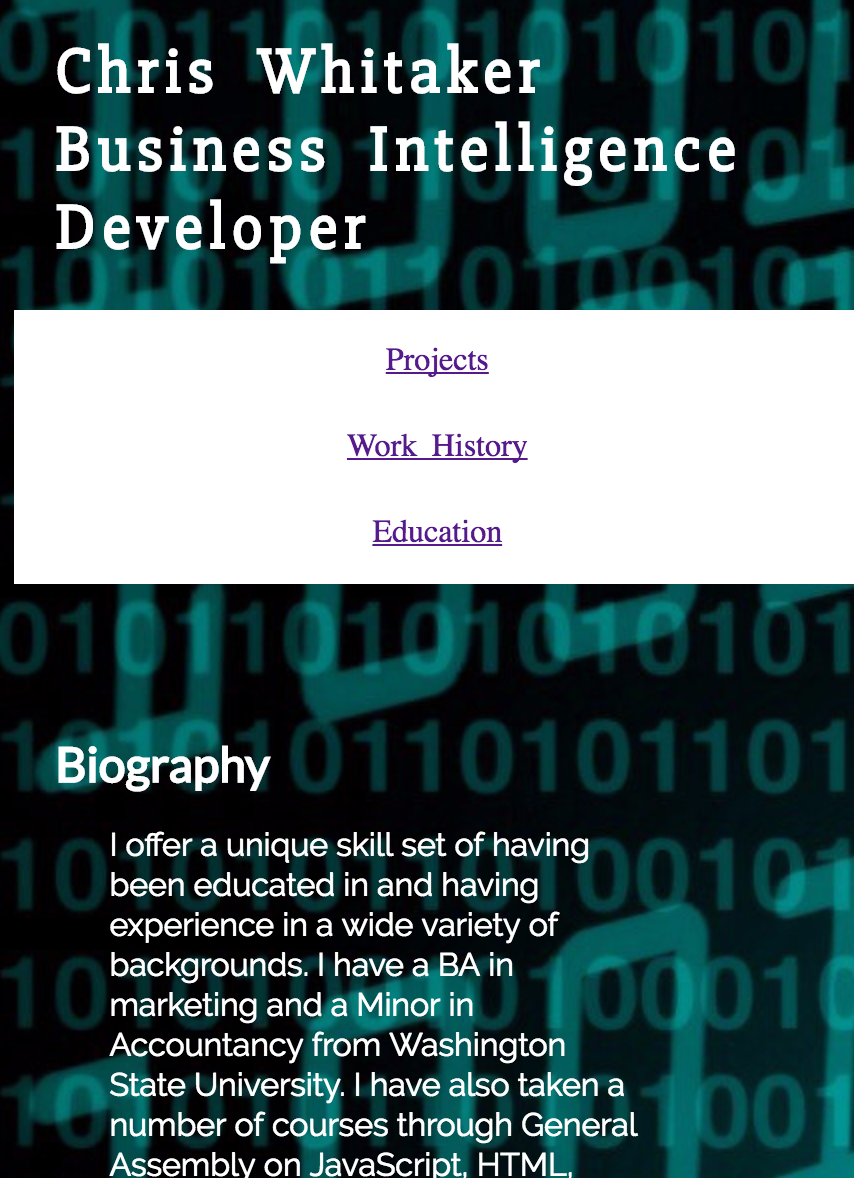 Chris Whitaker
Business Intelligence
Developer
Projects
Work History
Education
Biography
I offer a unique skill set of having
been educated in and having
experience in a wide variety of
backgrounds. I have a BA in
marketing and a Minor in
Accountancy from Washington
State University. I have also taken a
number of courses through General
Assembly on JavaScript, HTML,